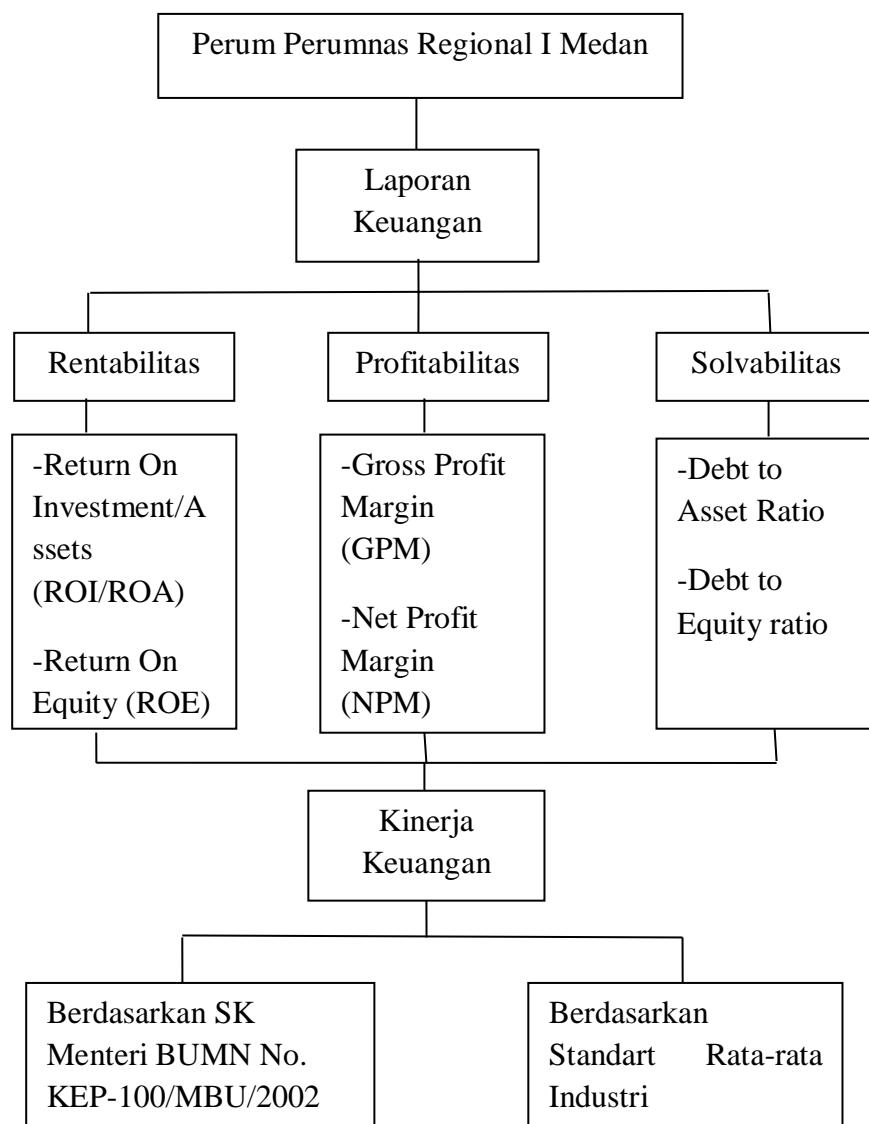 Perum Perumnas Regional I Medan
Laporan
Keuangan
Rentabilitas
Profitabilitas
Solvabilitas
-Return On
Investment/A
ssets
(ROI/ROA)
-Return On
Equity (ROE)
-Gross Profit
Margin
(GPM)
-Net Profit
Margin
(NPM)
-Debt to
Asset Ratio
-Debt to
Equity ratio
Kinerja
Keuangan
Berdasarkan SK
Menteri BUMN No.
KEP-100/MBU/2002
Berdasarkan
Standart Rata-rata
Industri